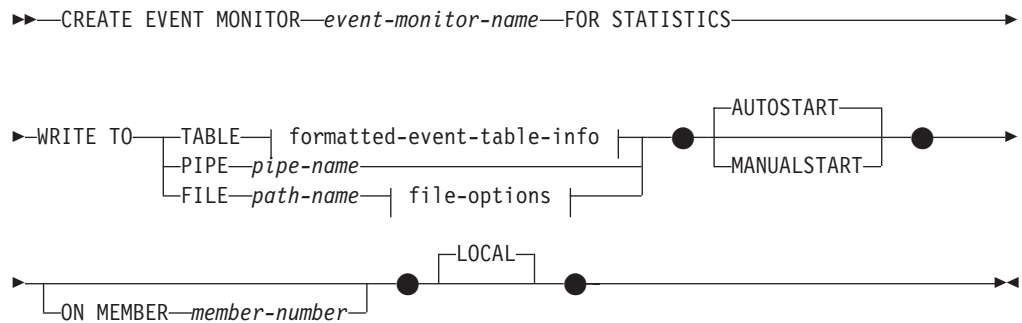 CREATE EVENT MONITOR event-monitor-name FOR STATISTICS
AUTOSTART
WRITE TO TABLE formatted-event-table-info
MANUALSTART
PIPE pipe-name
FILE path-name file-options
LOCAL
ON MEMBER member-number